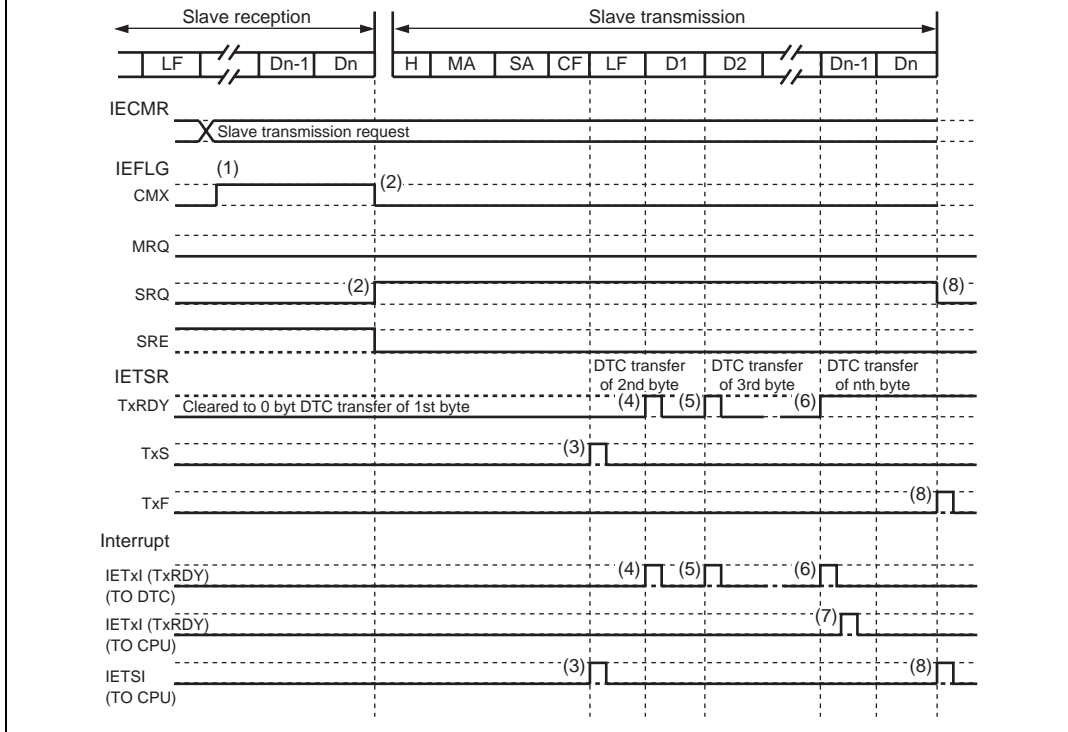 Slave reception
Slave transmission
LF Dn-1 Dn H MA SA CF LF D1 D2 Dn-1 Dn
IECMR
Slave transmission request
IEFLG
(1)
CMX
(2)
MRQ
SRQ
(2)
(8)
SRE
IETSR
DTC transfer
of 2nd byte
DTC transfer
of 3rd byte
DTC transfer
of nth byte
TxRDY
Cleared to 0 byt DTC transfer of 1st byte
(4)
(5)
(6)
TxS
(3)
TxF
(8)
Interrupt
IETxI (TxRDY)
(TO DTC)
(4)
(5)
(6)
IETxI (TxRDY)
(TO CPU)
(7)
IETSI
(TO CPU)
(3)
(8)